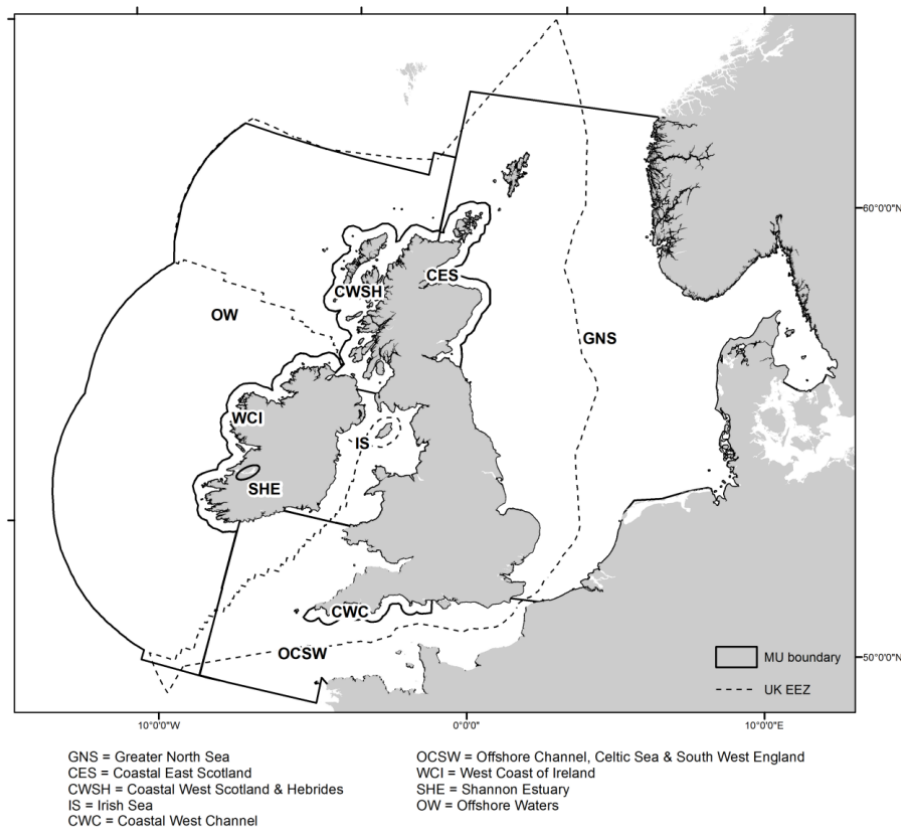 60°0'0"N
CES
CWSH
OW
GNS
WCI
IS
SHE
CWC
OCSW
MU boundary
50°0'0"N
UK EEZ
10°0'0"W
0°0'0"
10°0'0"E
GNS = Greater North Sea
CES = Coastal East Scotland
CWSH = Coastal West Scotland & Hebrides
IS = Irish Sea
CWC = Coastal West Channel
OCSW = Offshore Channel, Celtic Sea & South West England
WCI = West Coast of Ireland
SHE = Shannon Estuary
OW = Offshore Waters